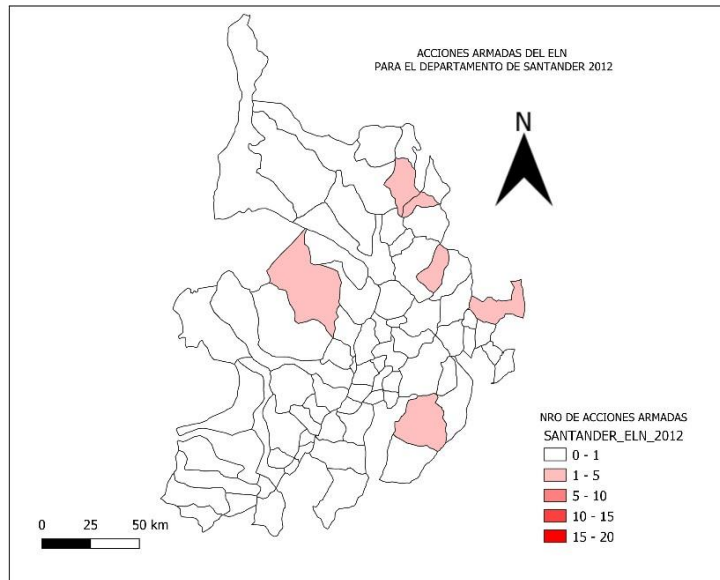 ACCIONES ARMADAS DEL ELN
PARA EL DEPARTAMENTO DE SANTANDER 2012
N
NRO DE ACCIONES ARMADAS
SANTANDER_ELN_2012
0 - 1
1 - 5
5 - 10
10 - 15
15 - 20
0 25 50 km